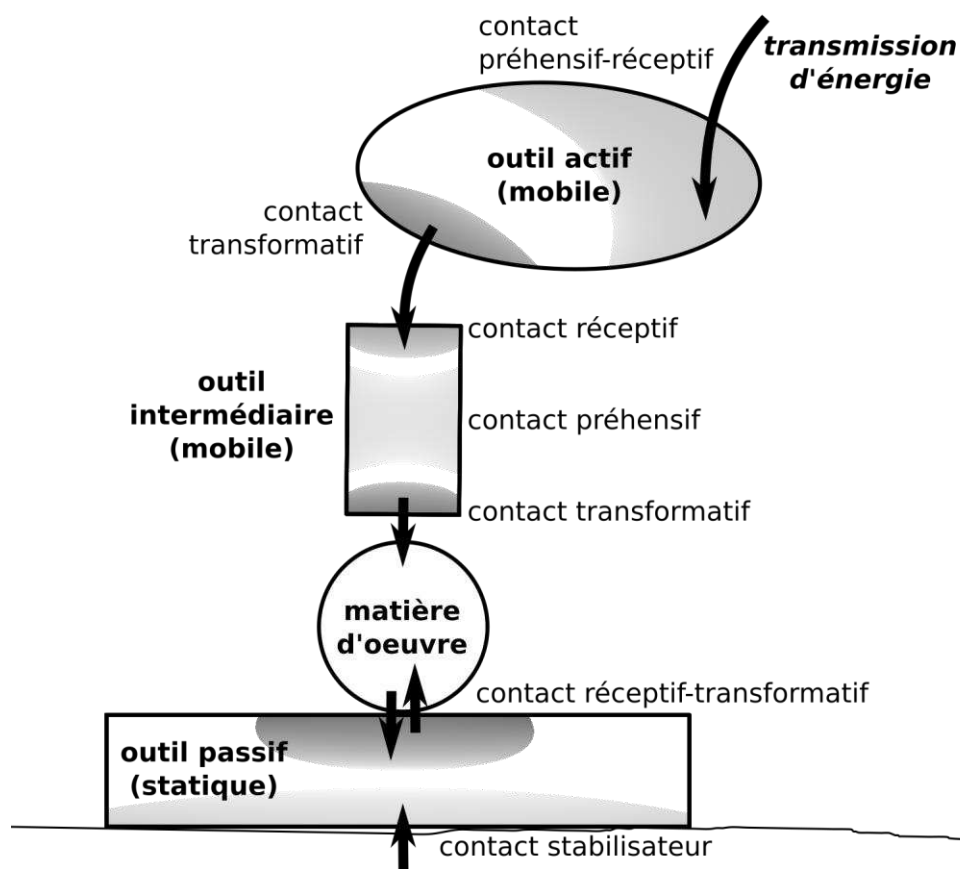 contact
préhensif-réceptif
transmission
d'énergie
outil actif
(mobile)
contact
transformatif
contact réceptif
outil
intermédiaire
(mobile)
contact préhensif
contact transformatif
matière
d'oeuvre
contact réceptif-transformatif
outil passif
(statique)
contact stabilisateur